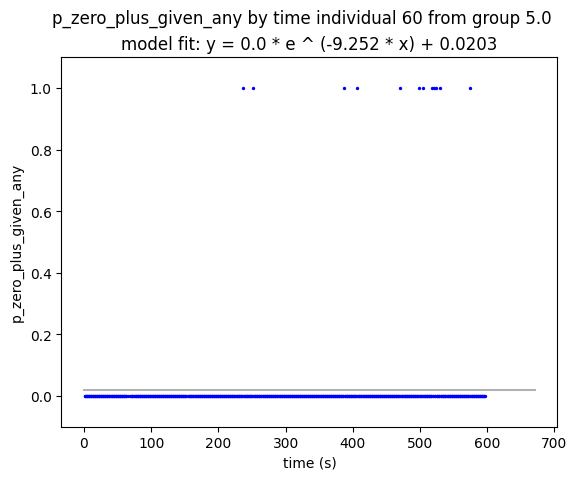 p_zero_plus_given_any by time individual 60 from group 5.0
model fit: y = 0.0 * e ^ (-9.252 * x) + 0.0203
1.0
0.8
0.6
0.4
0.2
0.0
p_zero_plus_given_any
0 100 200 300 400 500 600 700
time (s)